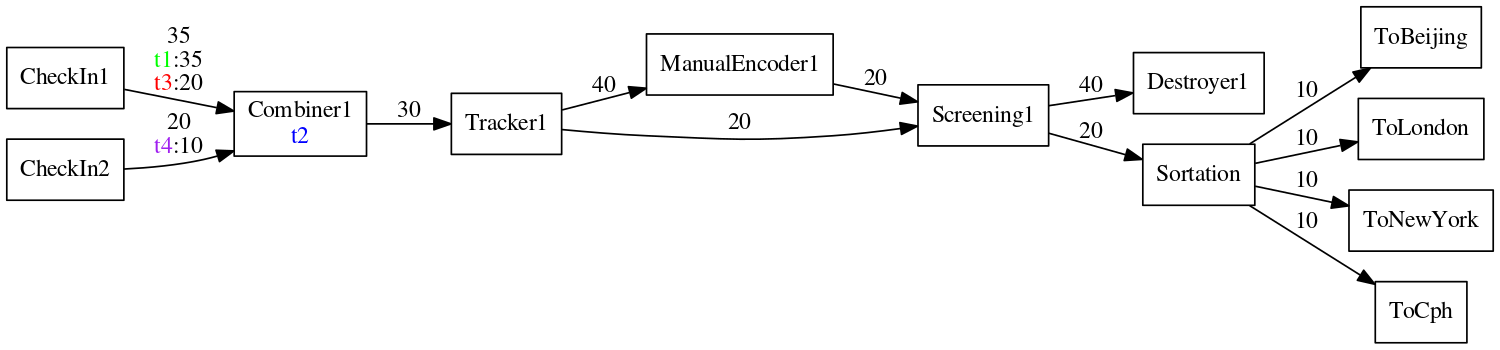 CheckIn1
35
t1:35
t3:20
CheckIn2
20
t4:10
Combiner1
t2
30
Tracker1
40
20
ManualEncoder1
20
Screening1
40
20
Destroyer1
Sortation
10
10
10
10
ToBeijing
ToLondon
ToNewYork
ToCph